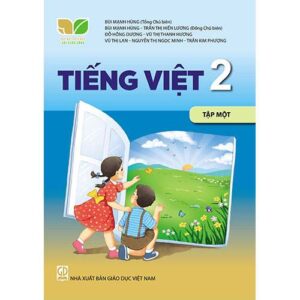 BÙI MẠNH HÙNG (Tổng Chủ biên)
BÙI MẠNH HÙNG - TRẦN THỊ HIỀN LƯƠNG (Đồng Chủ biên)
ĐỖ HỒNG DƯƠNG - VŨ THỊ THANH HƯƠNG
VŨ THỊ LAN - NGUYỄN THỊ NGỌC MINH - TRẦN KIM PHƯỢNG
TIẾNG VIỆT 2
TẬP MỘT
NHÀ XUẤT BẢN GIÁO DỤC VIỆT NAM